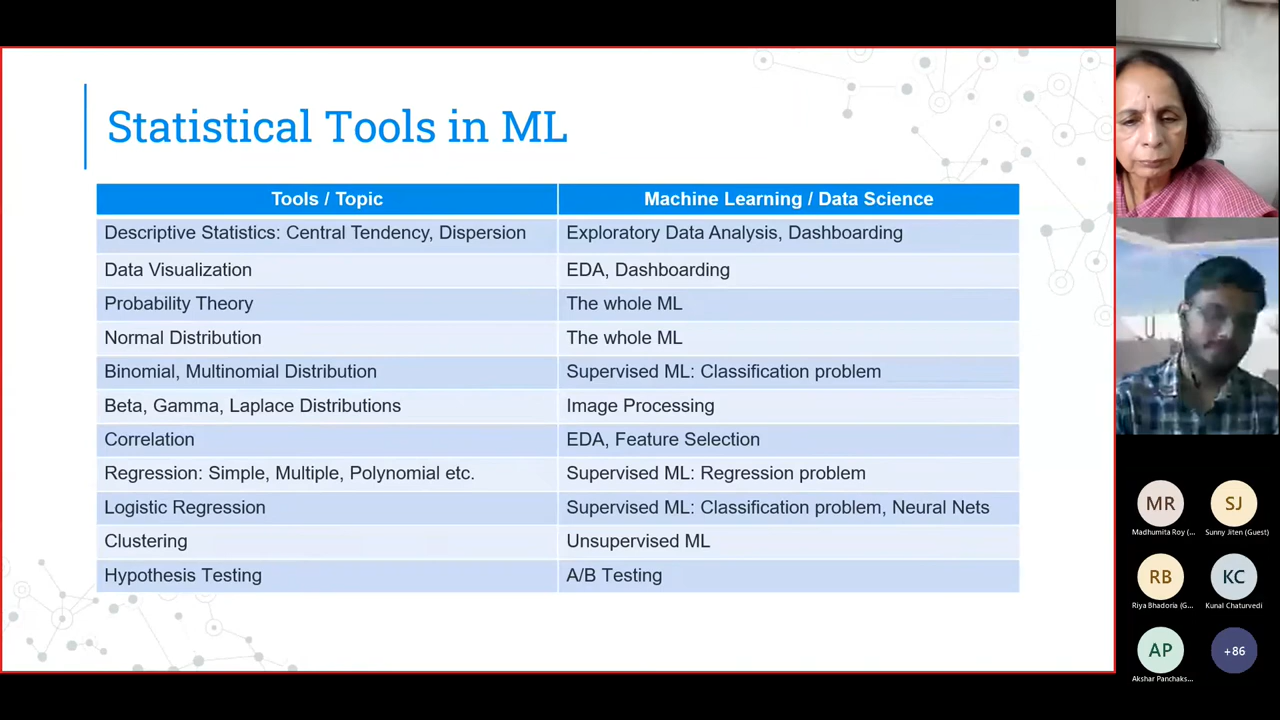 Statistical Tools in ML
Tools / Topic
Machine Learning / Data Science
Descriptive Statistics: Central Tendency, Dispersion
Exploratory Data Analysis, Dashboarding
Data Visualization
EDA, Dashboarding
Probability Theory
The whole ML
Normal Distribution
The whole ML
Binomial, Multinomial Distribution
Supervised ML: Classification problem
Beta, Gamma, Laplace Distributions
Image Processing
Correlation
EDA, Feature Selection
Regression: Simple, Multiple, Polynomial etc.
Supervised ML: Regression problem
Logistic Regression
Supervised ML: Classification problem, Neural Nets
Clustering
Unsupervised ML
Hypothesis Testing
A/B Testing
MR
SJ
Madhumita Roy (...
Sunny Jiten (Guest)
RB
KC
Riya Bhadoria (G...
Kunal Chaturvedi
AP
+86
Akshar Panchaks...